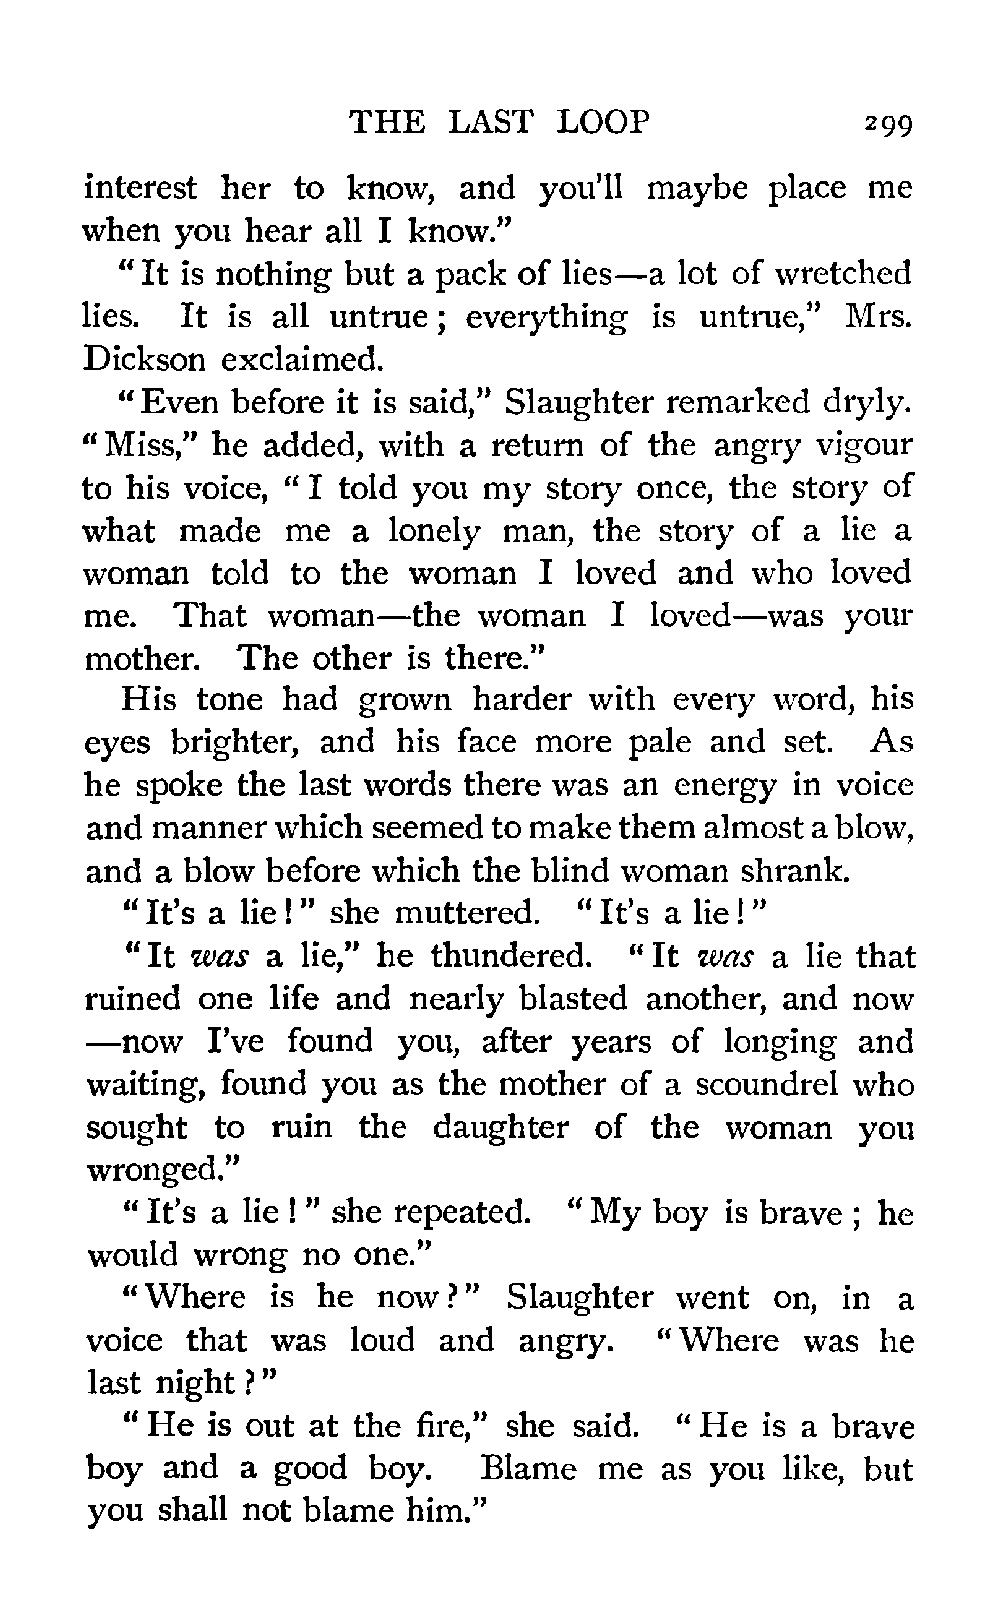 THE LAST LOOP 299
interest her to know, and you'll maybe place me
when you hear all I know."
"It is nothing but a pack of lies—a lot of wretched
lies. It is all untrue; everything is untrue," Mrs.
Dickson exclaimed.
"Even before it is said," Slaughter remarked dryly.
"Miss," he added, with a return of the angry vigour
to his voice, "I told you my story once, the story of
what made me a lonely man, the story of a lie a
woman told to the woman I loved and who loved
me. That woman—the woman I loved—was your
mother. The other is there."
His tone had grown harder with every word, his
eyes brighter, and his face more pale and set. As
he spoke the last words there was an energy in voice
and manner which seemed to make them almost a blow,
and a blow before which the blind woman shrank.
"It's a lie!" she muttered. "It's a lie!"
"It was a lie," he thundered. "It was a lie that
ruined one life and nearly blasted another, and now
—now I've found you, after years of longing and
waiting, found you as the mother of a scoundrel who
sought to ruin the daughter of the woman you
wronged."
"It's a lie!" she repeated. "My boy is brave; he
would wrong no one."
"Where is he now?" Slaughter went on, in a
voice that was loud and angry. "Where was he
last night?"
"He is out at the fire," she said. "He is a brave
boy and a good boy. Blame me as you like, but
you shall not blame him."